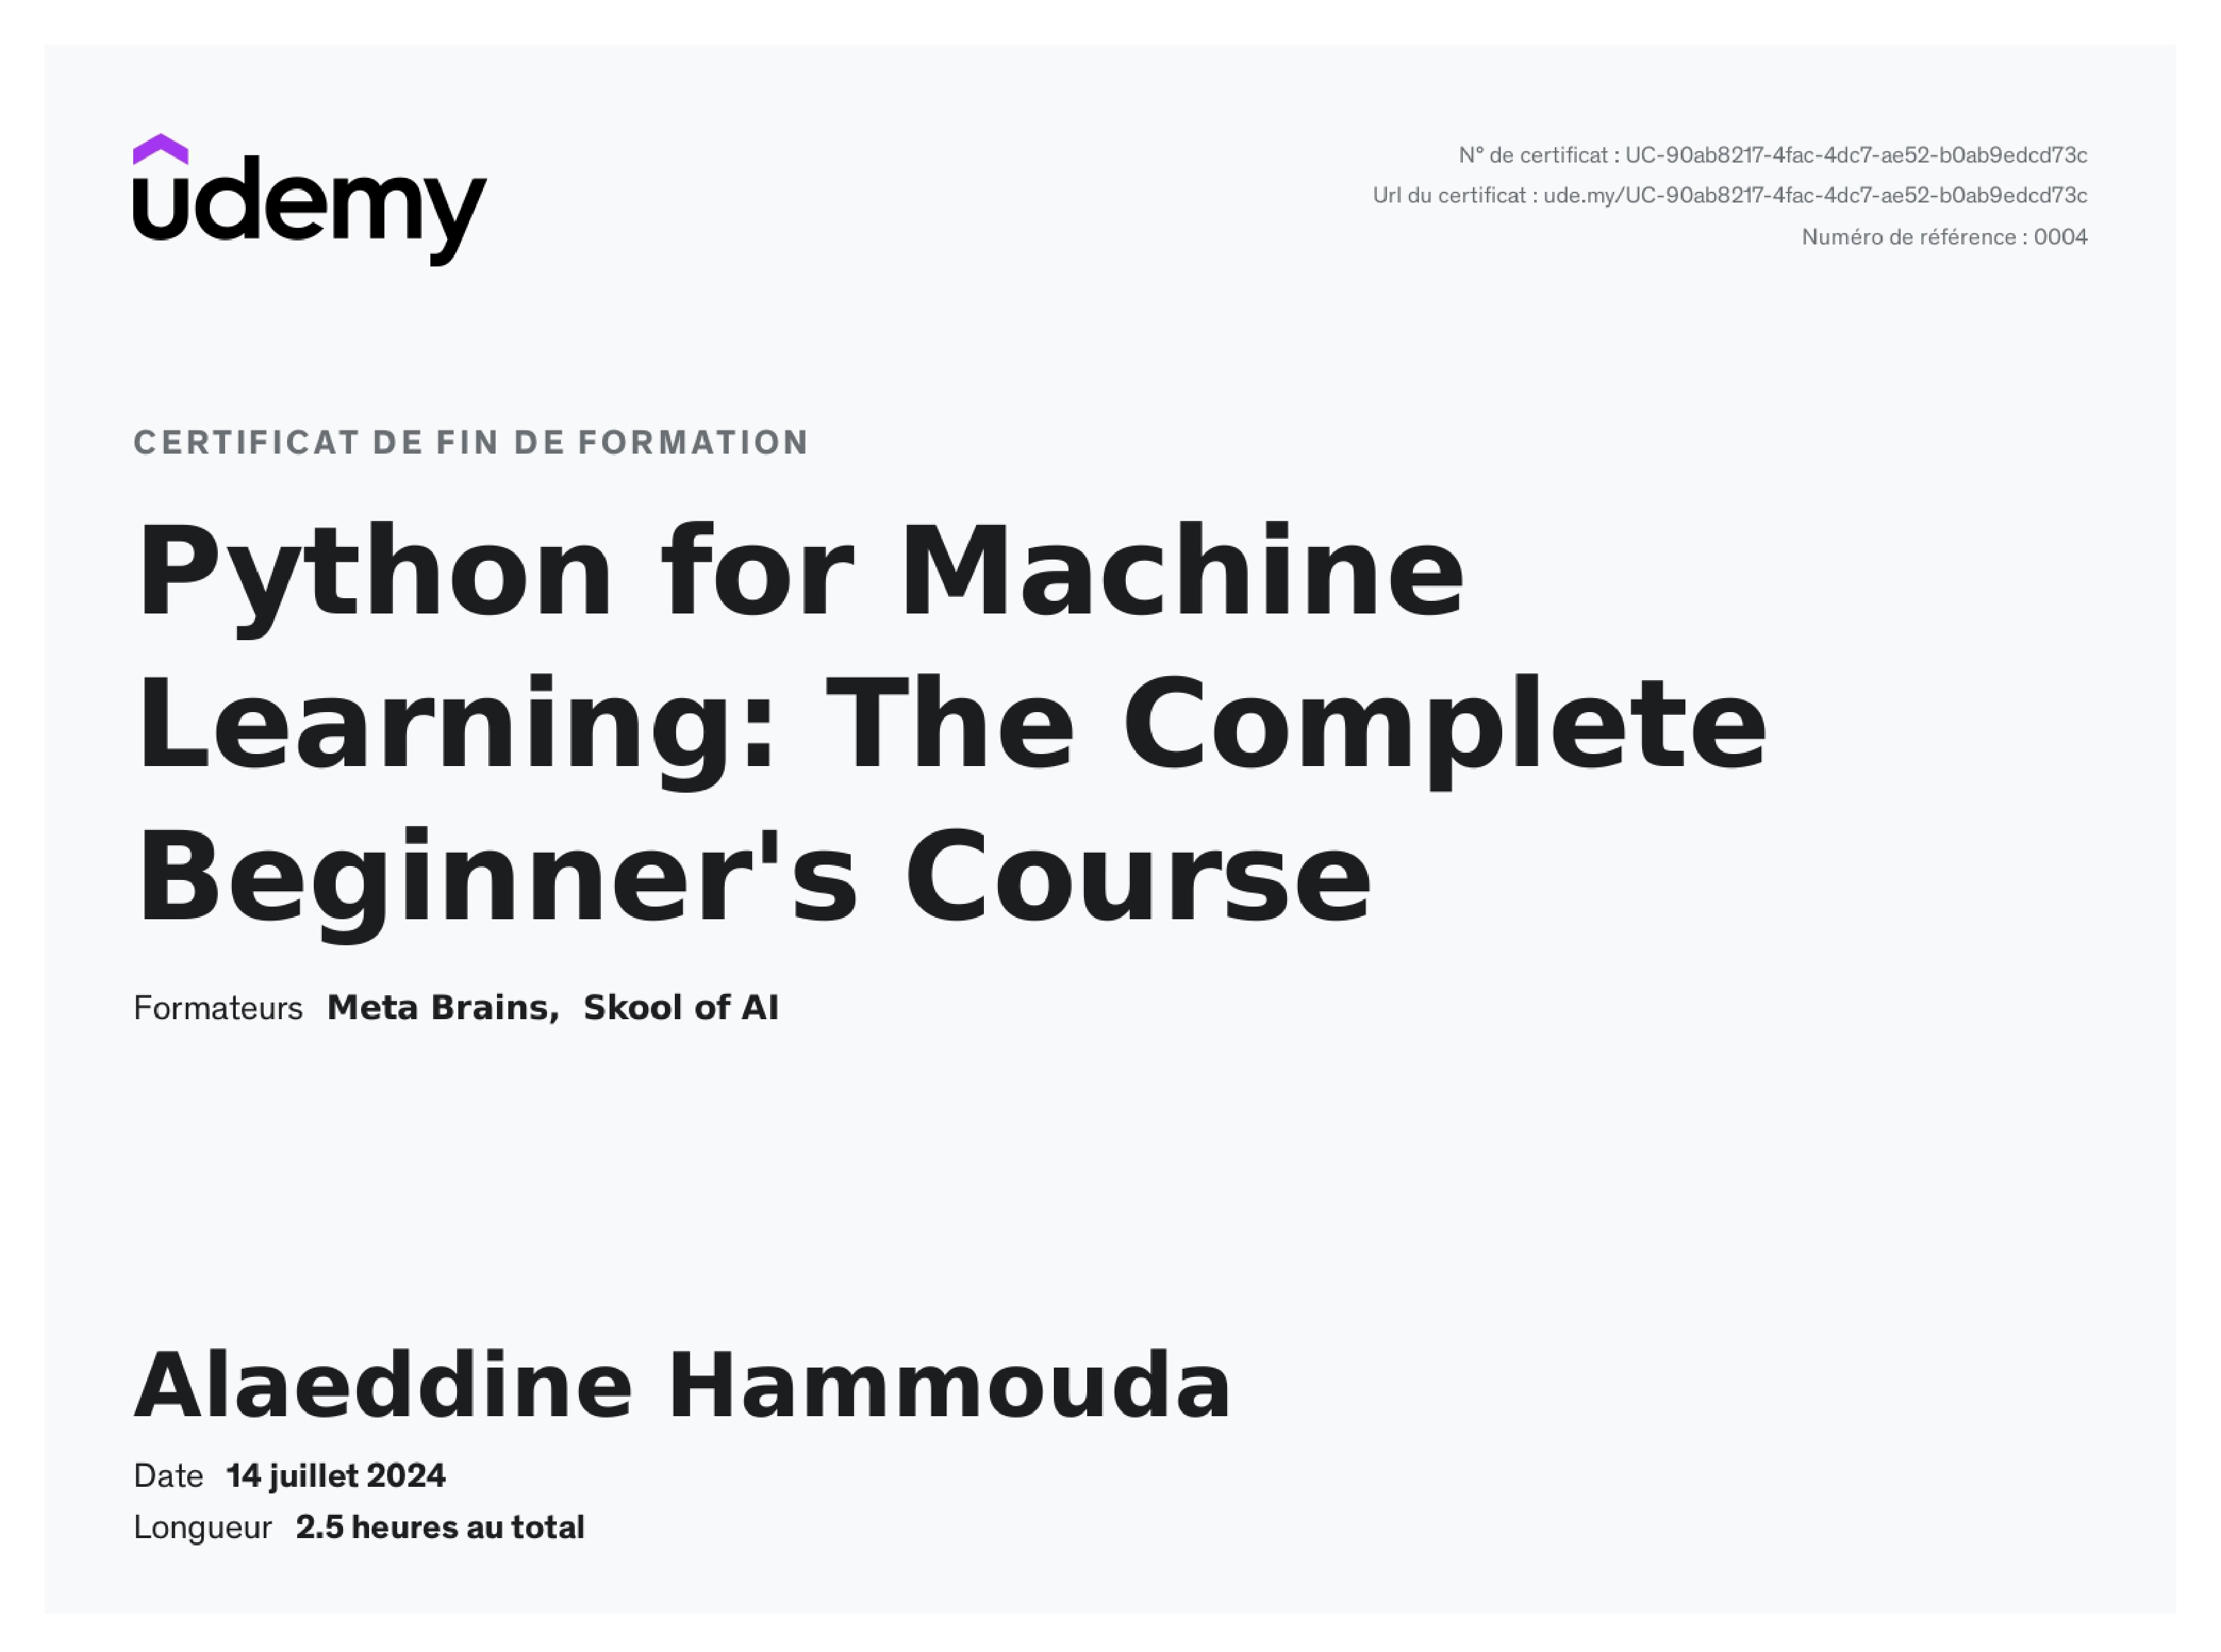 udemy
N° de certificat : UC-90ab8217-4fac-4dc7-ae52-b0ab9edcd73c
Url du certificat : ude.my/UC-90ab8217-4fac-4dc7-ae52-b0ab9edcd73c
Numéro de référence : 0004
CERTIFICAT DE FIN DE FORMATION
Python for Machine
Learning: The Complete
Beginner's Course
Formateurs Meta Brains, Skool of AI
Alaeddine Hammouda
Date 14 juillet 2024
Longueur 2.5 heures au total